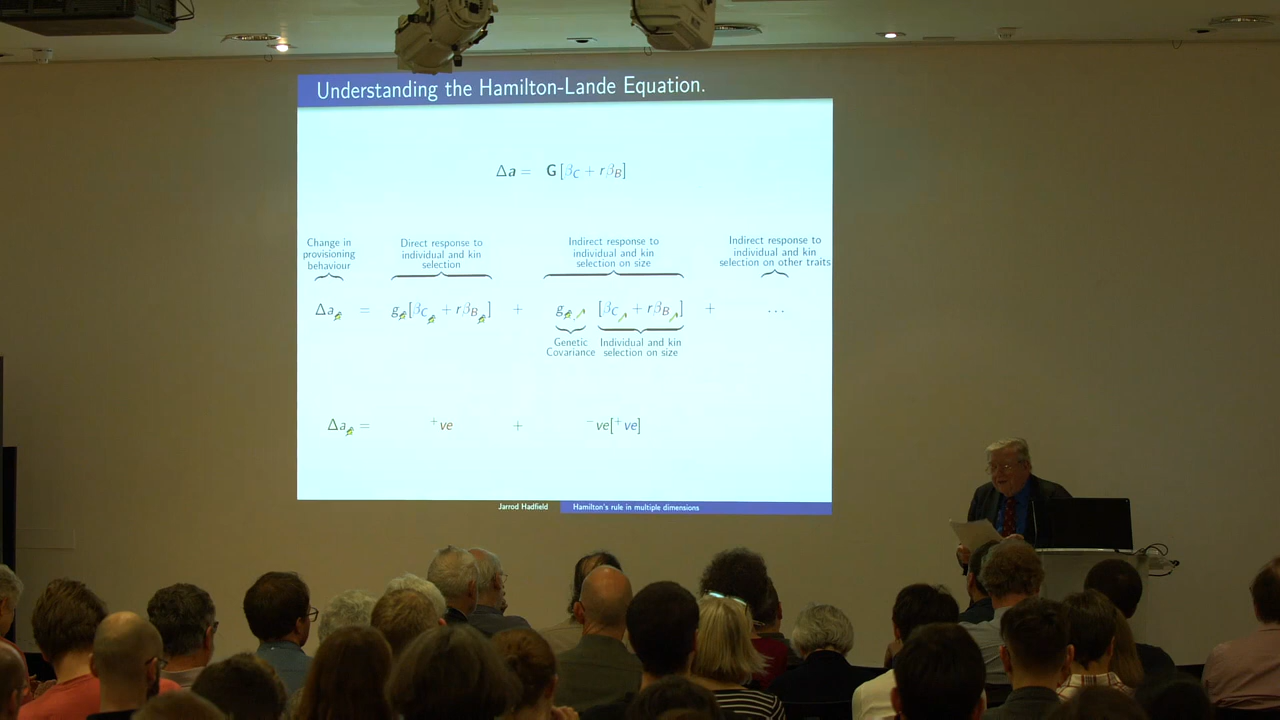 Understanding the Hamilton-Lande Equation.
Δa = G[β_C + rβ_B]
Change in provisioning behaviour
Direct response to individual and kin selection
Indirect response to individual and kin selection on size
Indirect response to individual and kin selection on other traits
Δa = g[β_C + rβ_B] + g [β_C + rβ_B] + ...
Genetic Covariance
Individual and kin selection on size
Δa = +ve + -ve[+ve]
Jarrod Hadfield
Hamilton's rule in multiple dimensions